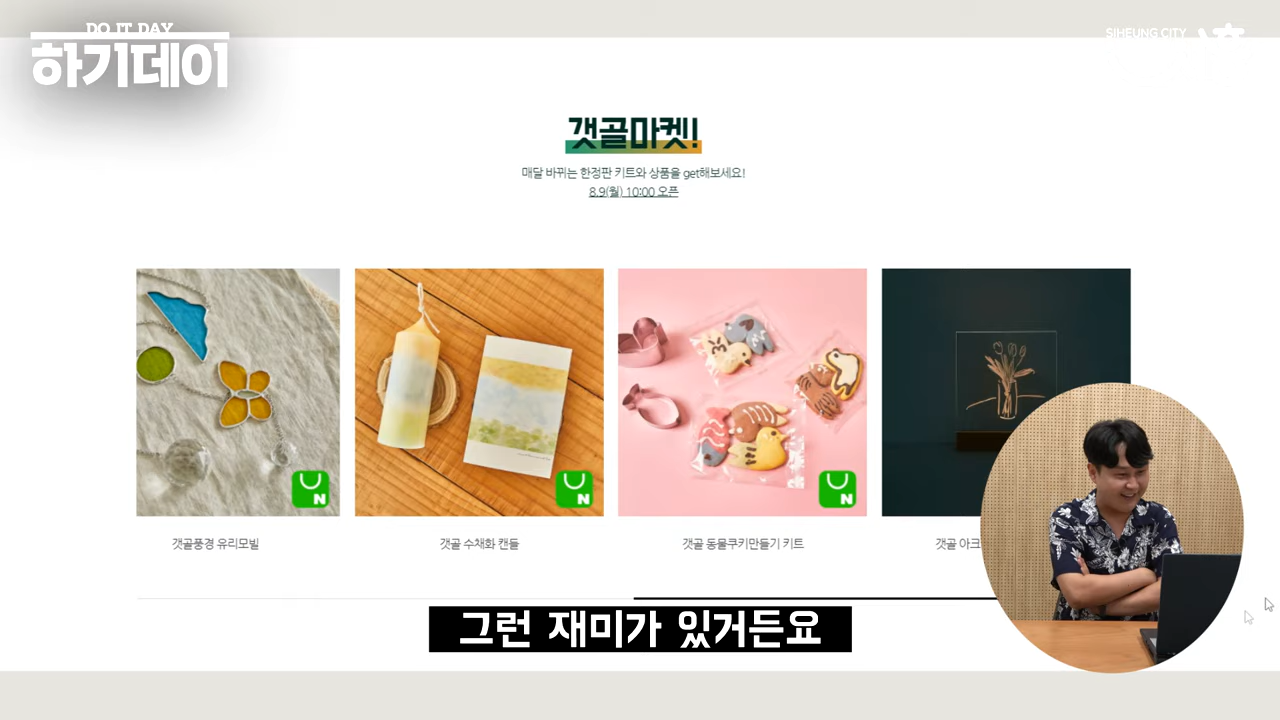 DO IT DAY
하기데이
SIHEUNG CITY
갯골마켓!
매달 바뀌는 한정판 키트와 상품을 get해보세요!
8.9(월) 10:00 오픈
N
N
N
갯골풍경 유리모빌
갯골 수채화 캔들
갯골 동물쿠키만들기 키트
갯골 아크
그런 재미가 있거든요